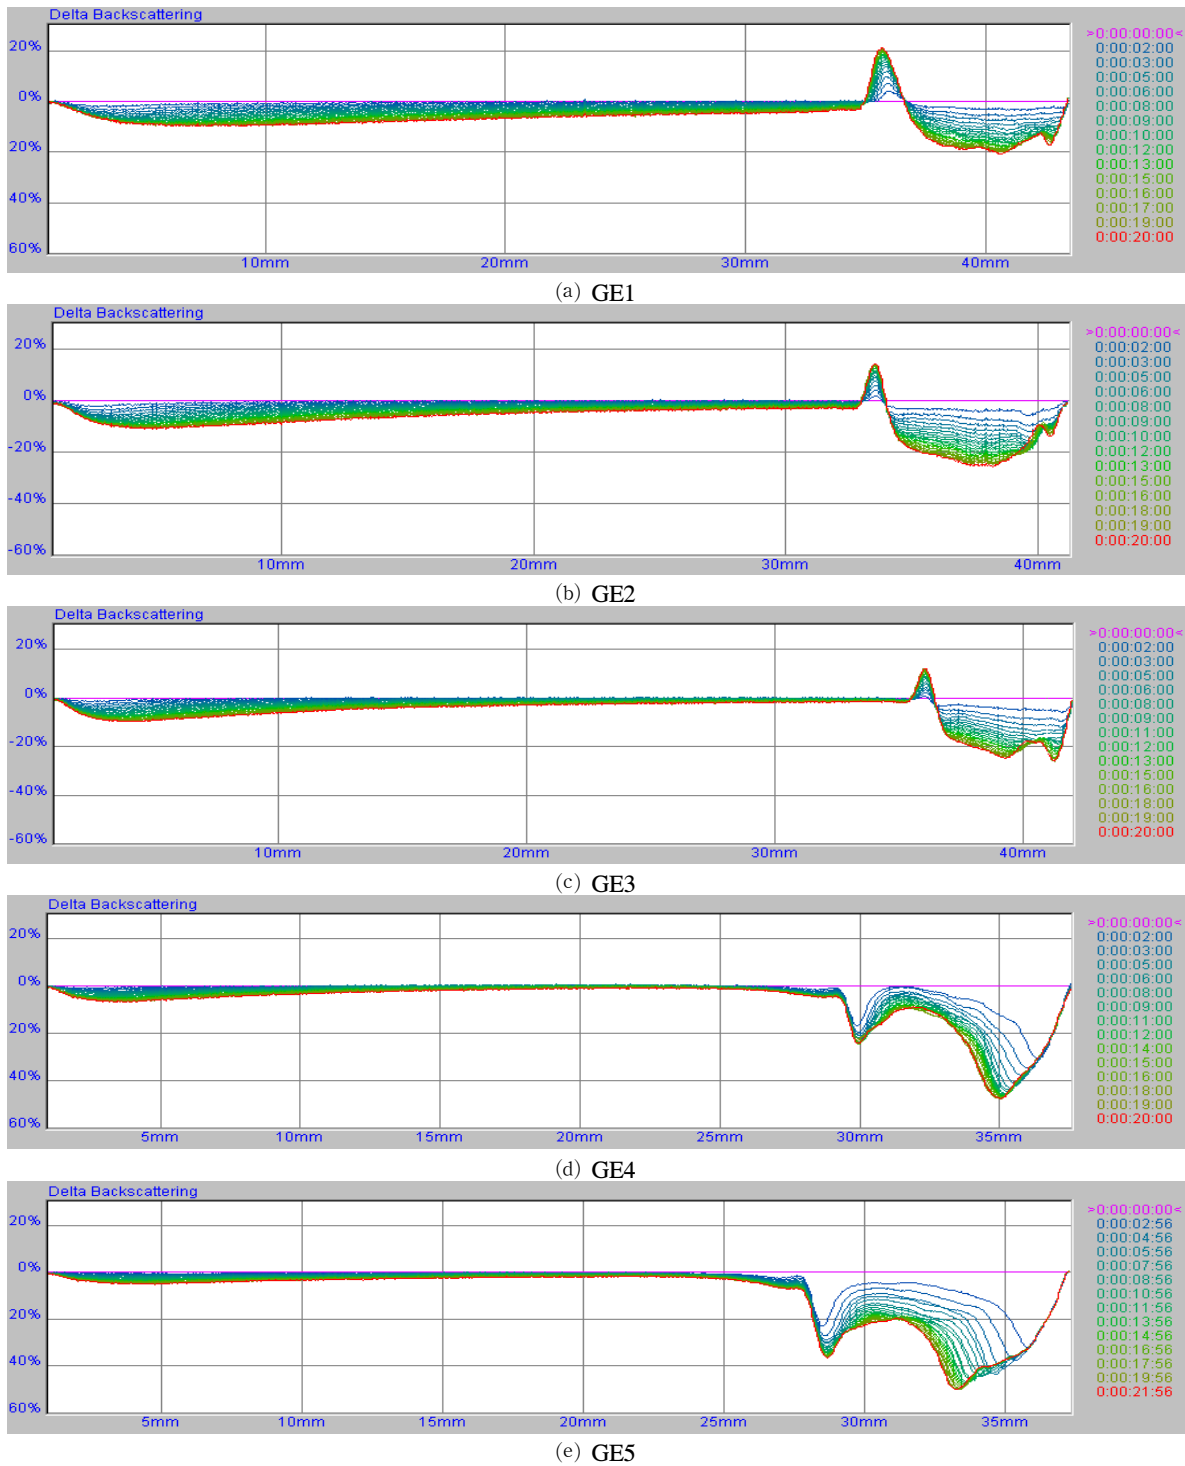 Delta Backscattering
20%
0%
20%
40%
60%
10mm
20mm
30mm
40mm
>0:00:00:00<
0:00:02:00
0:00:03:00
0:00:05:00
0:00:06:00
0:00:08:00
0:00:09:00
0:00:10:00
0:00:12:00
0:00:13:00
0:00:15:00
0:00:16:00
0:00:17:00
0:00:19:00
0:00:20:00
(a) GE1
Delta Backscattering
20%
0%
-20%
-40%
-60%
10mm
20mm
30mm
40mm
>0:00:00:00<
0:00:02:00
0:00:03:00
0:00:05:00
0:00:06:00
0:00:08:00
0:00:09:00
0:00:10:00
0:00:12:00
0:00:13:00
0:00:15:00
0:00:16:00
0:00:18:00
0:00:19:00
0:00:20:00
(b) GE2
Delta Backscattering
20%
0%
-20%
-40%
-60%
10mm
20mm
30mm
40mm
>0:00:00:00<
0:00:02:00
0:00:03:00
0:00:05:00
0:00:06:00
0:00:08:00
0:00:09:00
0:00:11:00
0:00:12:00
0:00:13:00
0:00:15:00
0:00:16:00
0:00:18:00
0:00:19:00
0:00:20:00
(c) GE3
Delta Backscattering
20%
0%
20%
40%
60%
5mm
10mm
15mm
20mm
25mm
30mm
35mm
>0:00:00:00<
0:00:02:00
0:00:03:00
0:00:05:00
0:00:06:00
0:00:08:00
0:00:09:00
0:00:11:00
0:00:12:00
0:00:14:00
0:00:15:00
0:00:16:00
0:00:18:00
0:00:19:00
0:00:20:00
(d) GE4
Delta Backscattering
20%
0%
20%
40%
60%
5mm
10mm
15mm
20mm
25mm
30mm
35mm
>0:00:00:00<
0:00:02:56
0:00:04:56
0:00:05:56
0:00:07:56
0:00:08:56
0:00:10:56
0:00:11:56
0:00:13:56
0:00:14:56
0:00:16:56
0:00:17:56
0:00:19:56
0:00:21:56
(e) GE5